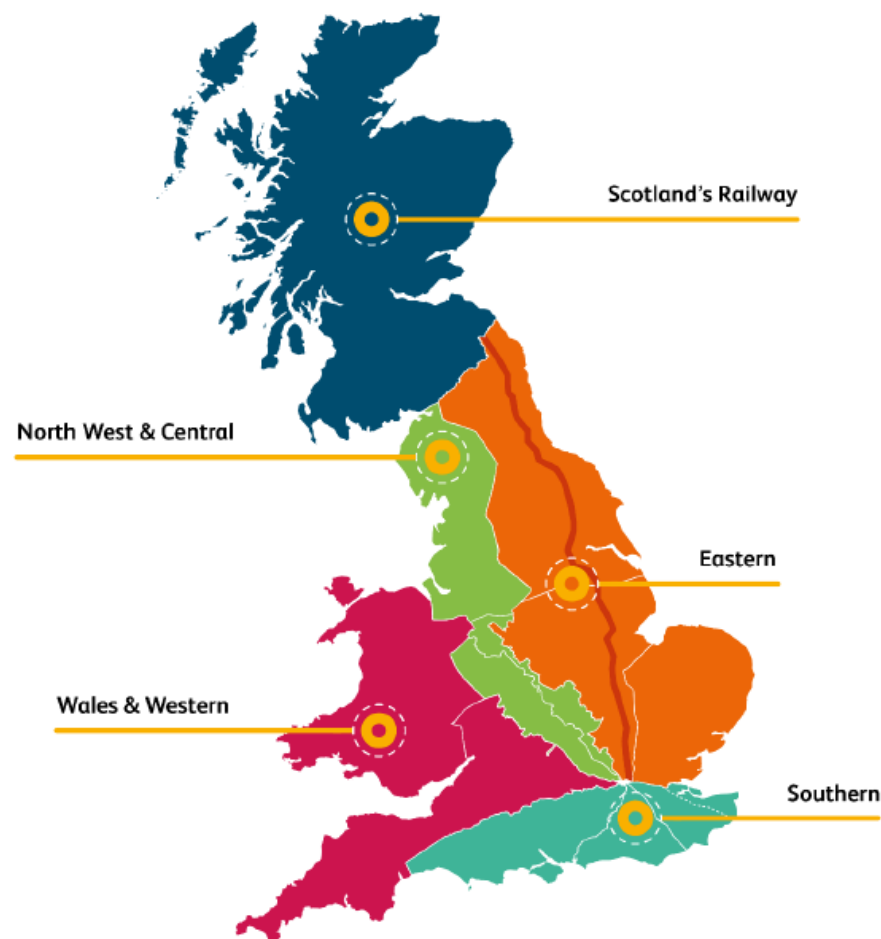 Scotland's Railway
North West & Central
Eastern
Wales & Western
Southern